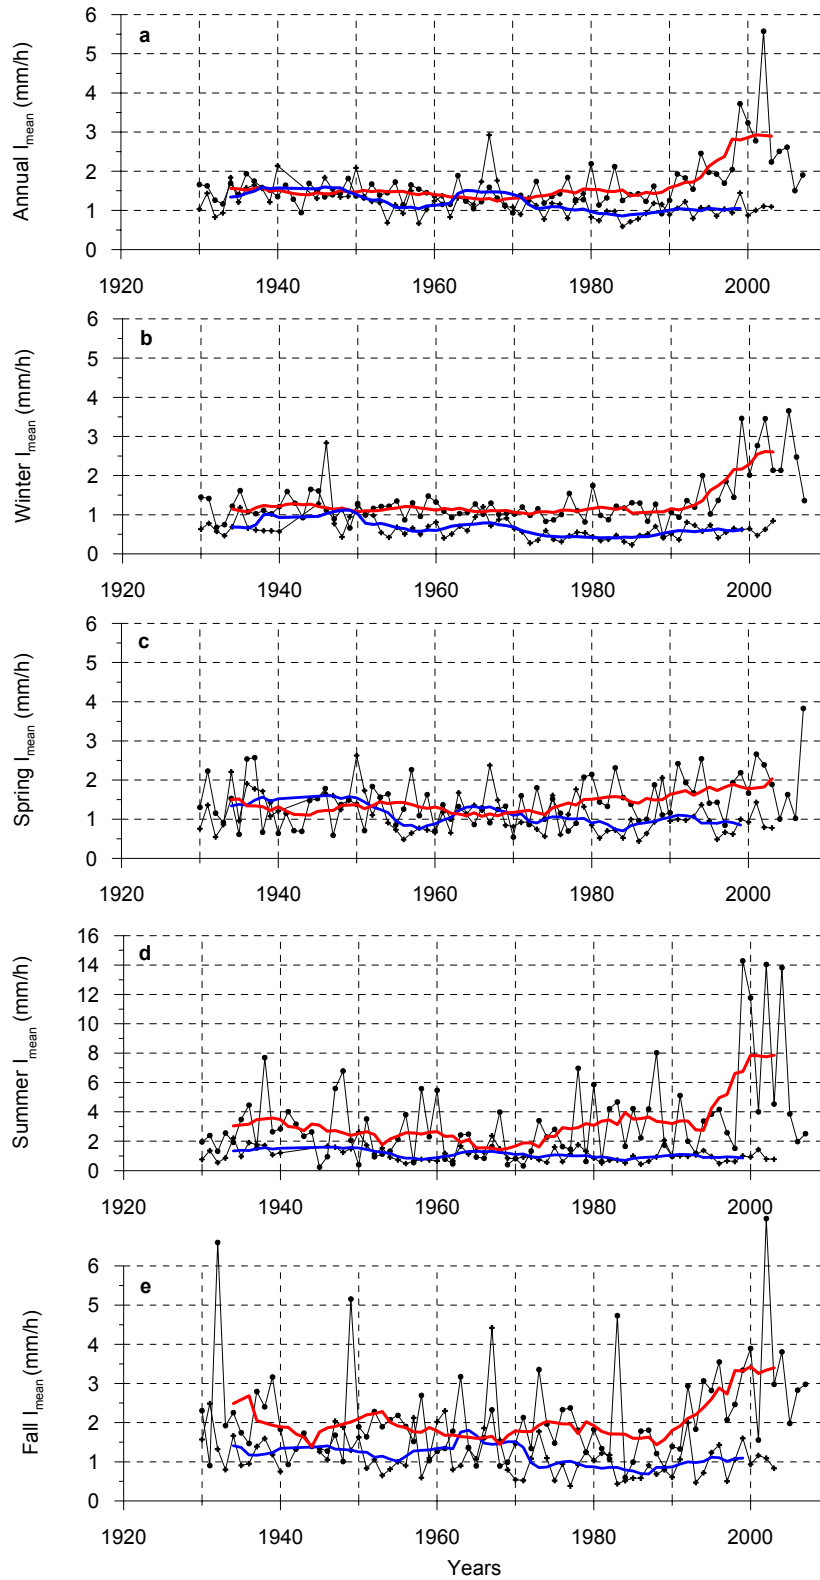 a
Annual Imean (mm/h)
6
5
4
3
2
1
0
1920 1940 1960 1980 2000
b
Winter Imean (mm/h)
6
5
4
3
2
1
0
1920 1940 1960 1980 2000
c
Spring Imean (mm/h)
6
5
4
3
2
1
0
1920 1940 1960 1980 2000
d
Summer Imean (mm/h)
16
14
12
10
8
6
4
2
0
1920 1940 1960 1980 2000
e
Fall Imean (mm/h)
6
5
4
3
2
1
0
1920 1940 1960 1980 2000
Years